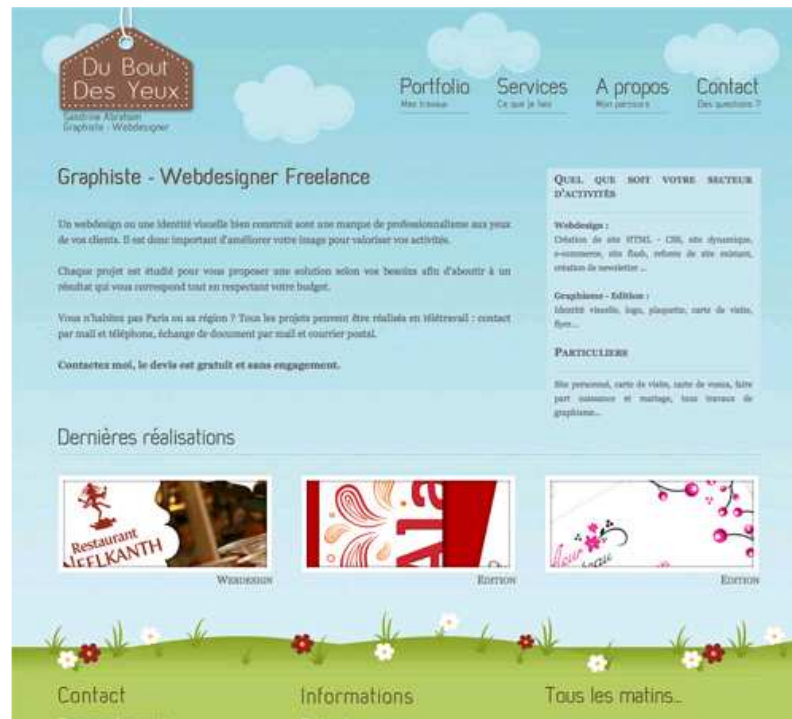 Du Bout
Des Yeux
Sandrine Abraham
Graphiste - Webdesigner
Portfolio
Mes travaux
Services
Ce que je fais
A propos
Mon parcours
Contact
Des questions ?
Graphiste - Webdesigner Freelance
Un webdesign ou une identité visuelle bien construit sont une marque de professionnalisme aux yeux
de vos clients. Il est donc important d'améliorer votre image pour valoriser vos activités.
Chaque projet est étudié pour vous proposer une solution selon vos besoins afin d'aboutir à un
résultat qui vous correspond tout en respectant votre budget.
Vous n'habitez pas Paris ou sa région ? Tous les projets peuvent être réalisés en télétravail : contact
par mail et téléphone, échange de document par mail et courrier postal.
Contactez moi, le devis est gratuit et sans engagement.
QUEL QUE SOIT VOTRE SECTEUR
D'ACTIVITÉS
Webdesign :
Création de site HTML - CSS, site dynamique,
e-commerce, site flash, refonte de site existant,
création de newsletter ...
Graphisme - Edition :
Identité visuelle, logo, plaquette, carte de visite,
flyer...
PARTICULIERS
Site personnel, carte de visite, carte de voeux, faire
part naissance et mariage, tous travaux de
graphisme...
Dernières réalisations
Restaurant
NEELKANTH
WEBDESIGN
EDITION
EDITION
Contact
Informations
Tous les matins...